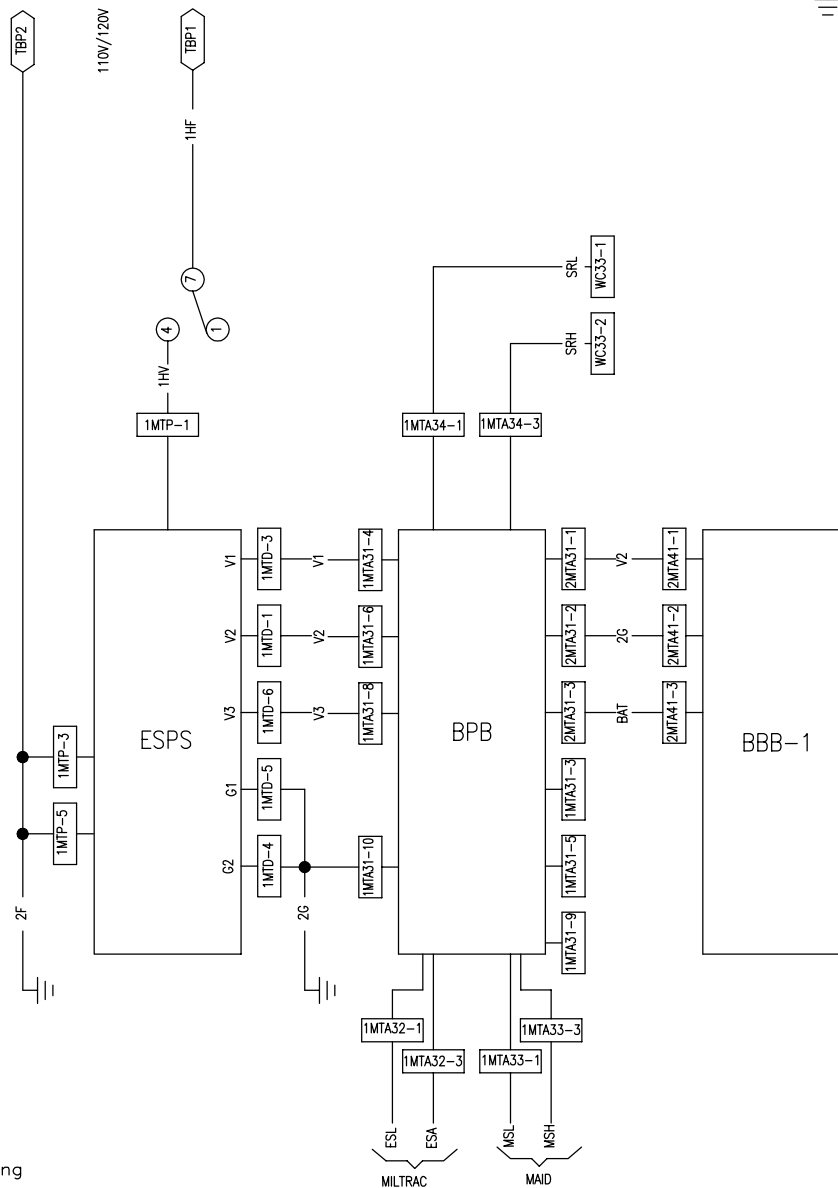 TBP2
110V/120V
TBP1
1HF
7
4
1
1HV
SRL
WC33-1
SRH
WC33-2
1MTP-1
1MTA34-1
1MTA34-3
V1
1MTD-3
V1
1MTA31-4
2MTA31-1
V2
2MTA41-1
V2
1MTD-1
V2
1MTA31-6
2MTA31-2
2G
2MTA41-2
V3
1MTD-6
V3
1MTA31-8
2MTA31-3
BAT
2MTA41-3
1MTP-3
ESPS
BPB
BBB-1
G1
1MTD-5
1MTA31-3
1MTP-5
G2
1MTD-4
1MTA31-10
1MTA31-5
2F
2G
1MTA31-9
1MTA32-1
1MTA33-3
1MTA32-3
1MTA33-1
ESL
ESA
MSL
MSH
MILTRAC
MAID
ng